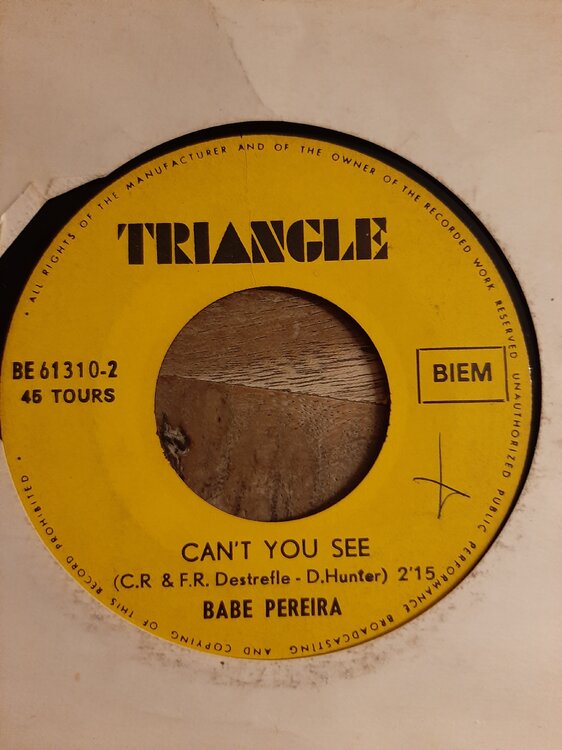 • ALL RIGHTS OF THE MANUFACTURER AND OF THE OWNER OF THE RECORDED WORK RESERVED UNAUTHORIZED PUBLIC PERFORMANCE BROADCASTING AND COPYING OF THIS RECORD PROHIBITED •
TRIANGLE
BE 61310-2
45 TOURS
BIEM
CAN'T YOU SEE
(C.R & F.R. Destrefle - D.Hunter) 2'15
BABE PEREIRA